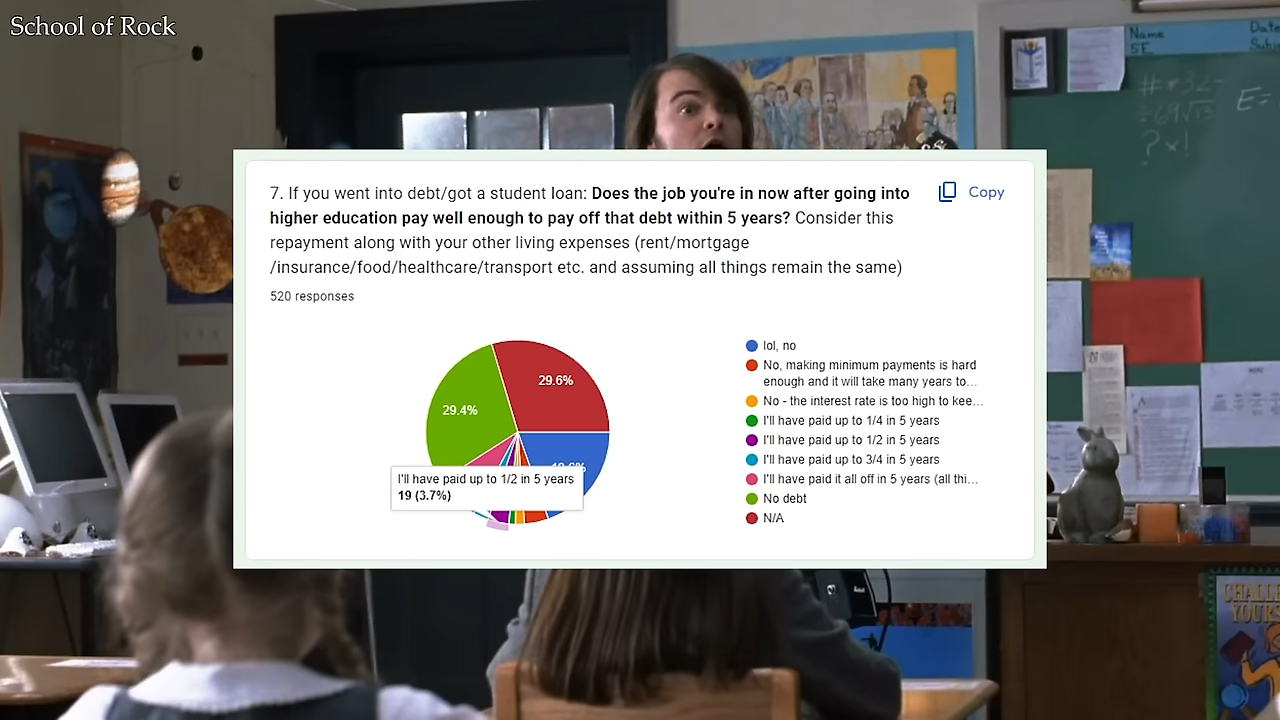 School of Rock
Name
Date
SE
Subj
#*32-
E=
?x!
7. If you went into debt/got a student loan: Does the job you're in now after going into
higher education pay well enough to pay off that debt within 5 years? Consider this
repayment along with your other living expenses (rent/mortgage
/insurance/food/healthcare/transport etc. and assuming all things remain the same)
Copy
520 responses
29.6%
29.4%
I'll have paid up to 1/2 in 5 years
19 (3.7%)
lol, no
No, making minimum payments is hard
enough and it will take many years to…
No - the interest rate is too high to kee…
I'll have paid up to 1/4 in 5 years
I'll have paid up to 1/2 in 5 years
I'll have paid up to 3/4 in 5 years
I'll have paid it all off in 5 years (all thi…
No debt
N/A
CHALLE
YOURS